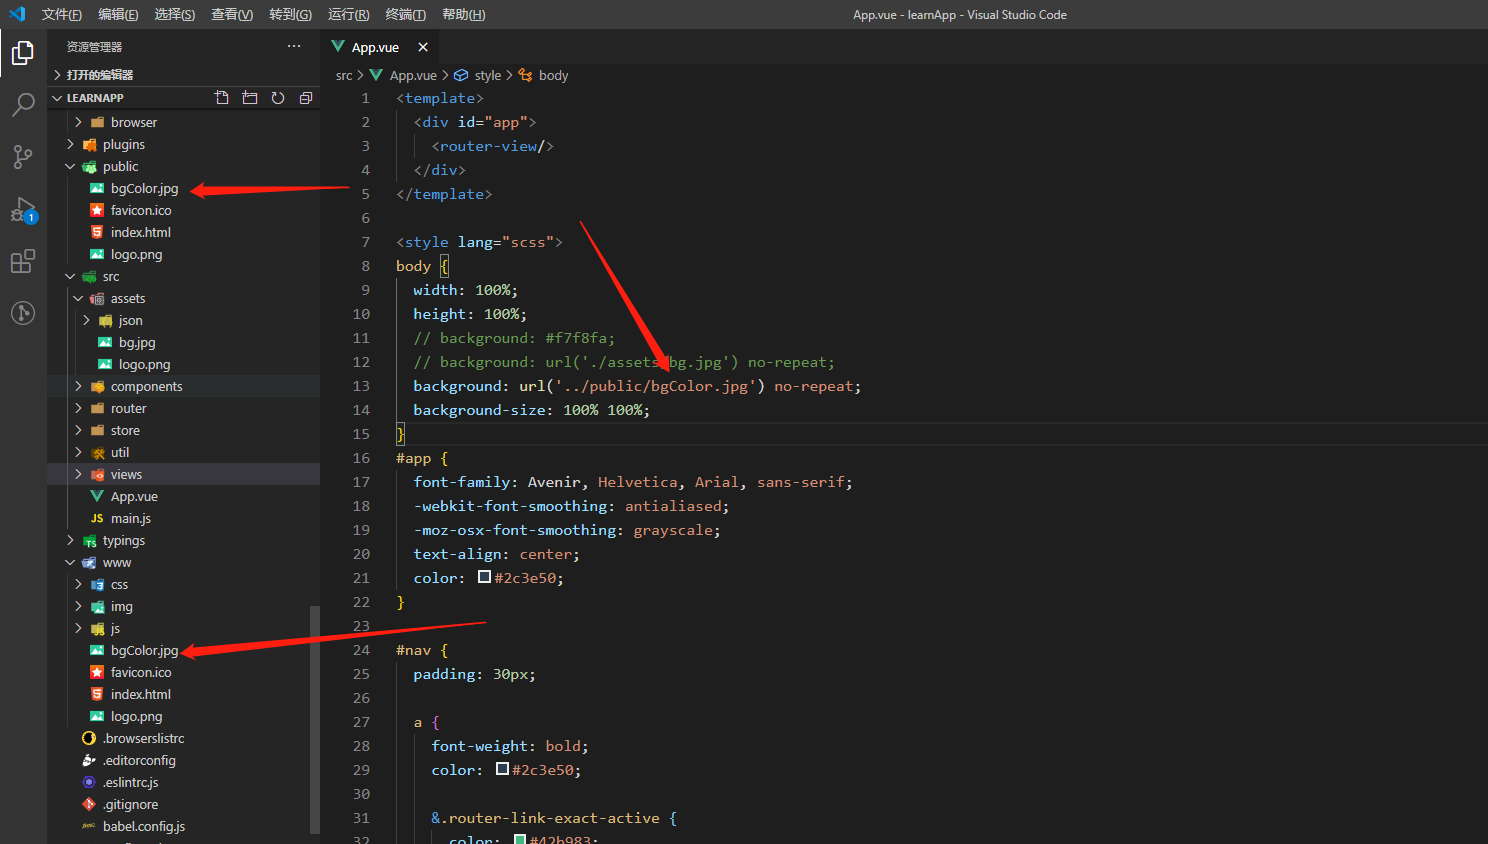 文件(F) 编辑(E) 选择(S) 查看(V) 转到(G) 运行(R) 终端(T) 帮助(H)
App.vue - learnApp - Visual Studio Code
资源管理器
打开的编辑器
LEARNAPP
browser
plugins
public
bgColor.jpg
favicon.ico
index.html
logo.png
src
assets
json
bg.jpg
logo.png
components
router
store
util
views
App.vue
JS main.js
typings
www
css
img
js
bgColor.jpg
favicon.ico
index.html
logo.png
.browserslistrc
.editorconfig
.eslintrc.js
.gitignore
babel.config.js
1
App.vue
src > App.vue > style > body
1 <template>
2 <div id="app">
3 <router-view/>
4 </div>
5 </template>
6
7 <style lang="scss">
8 body {
9 width: 100%;
10 height: 100%;
11 // background: #f7f8fa;
12 // background: url('./assets/bg.jpg') no-repeat;
13 background: url('../public/bgColor.jpg') no-repeat;
14 background-size: 100% 100%;
15 }
16 #app {
17 font-family: Avenir, Helvetica, Arial, sans-serif;
18 -webkit-font-smoothing: antialiased;
19 -moz-osx-font-smoothing: grayscale;
20 text-align: center;
21 color: #2c3e50;
22 }
23
24 #nav {
25 padding: 30px;
26
27 a {
28 font-weight: bold;
29 color: #2c3e50;
30
31 &.router-link-exact-active {
32 color: #42b983;